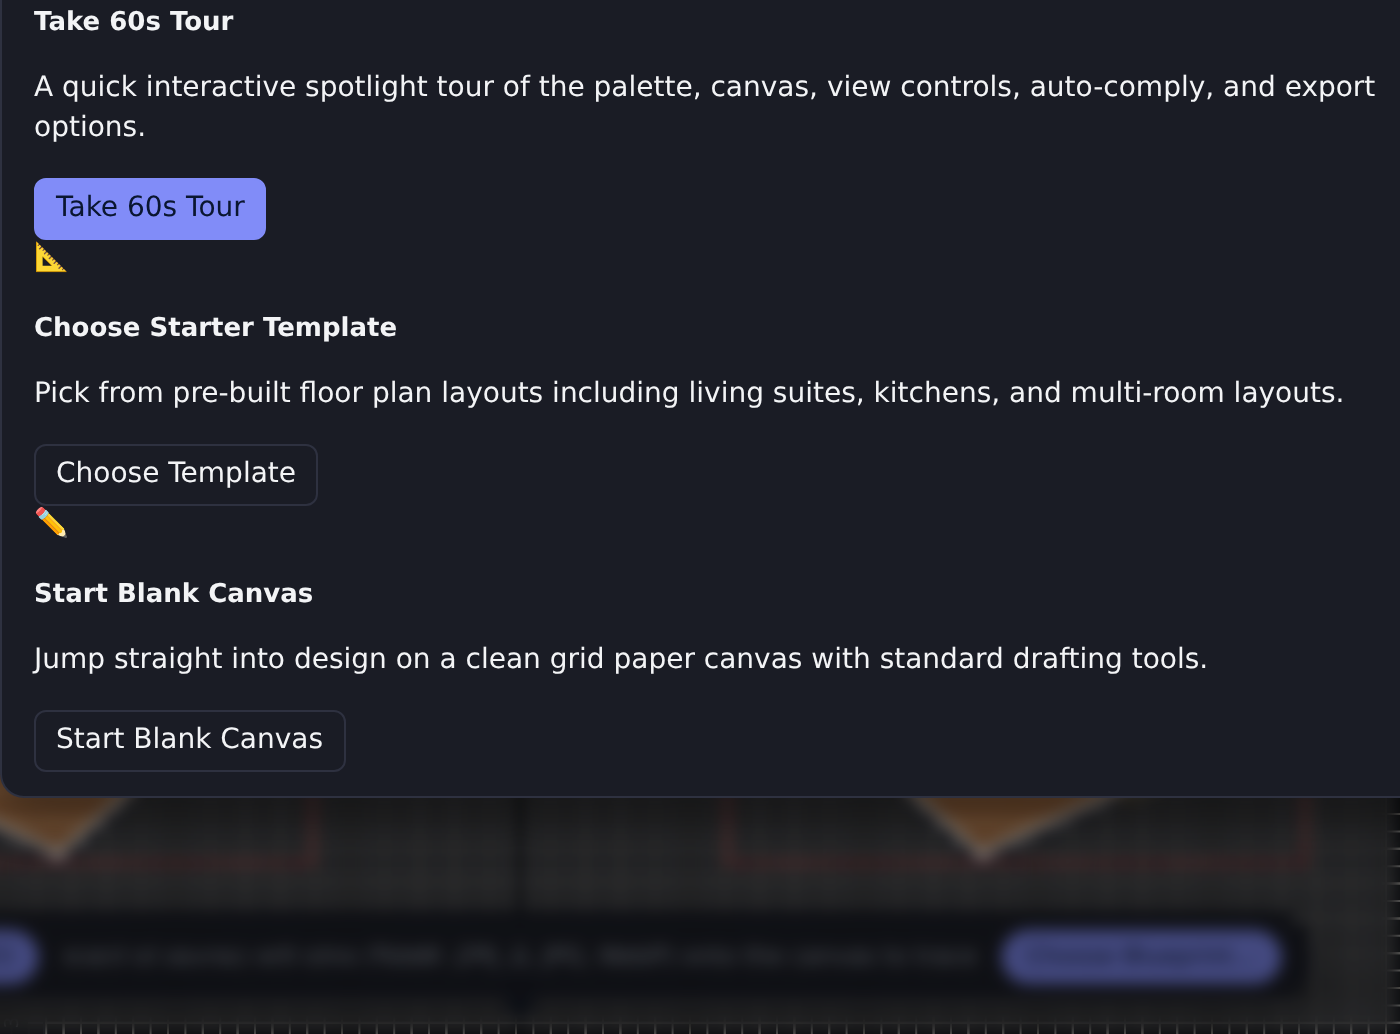 Take 60s Tour
A quick interactive spotlight tour of the palette, canvas, view controls, auto-comply, and export
options.
Take 60s Tour
Choose Starter Template
Pick from pre-built floor plan layouts including living suites, kitchens, and multi-room layouts.
Choose Template
Start Blank Canvas
Jump straight into design on a clean grid paper canvas with standard drafting tools.
Start Blank Canvas